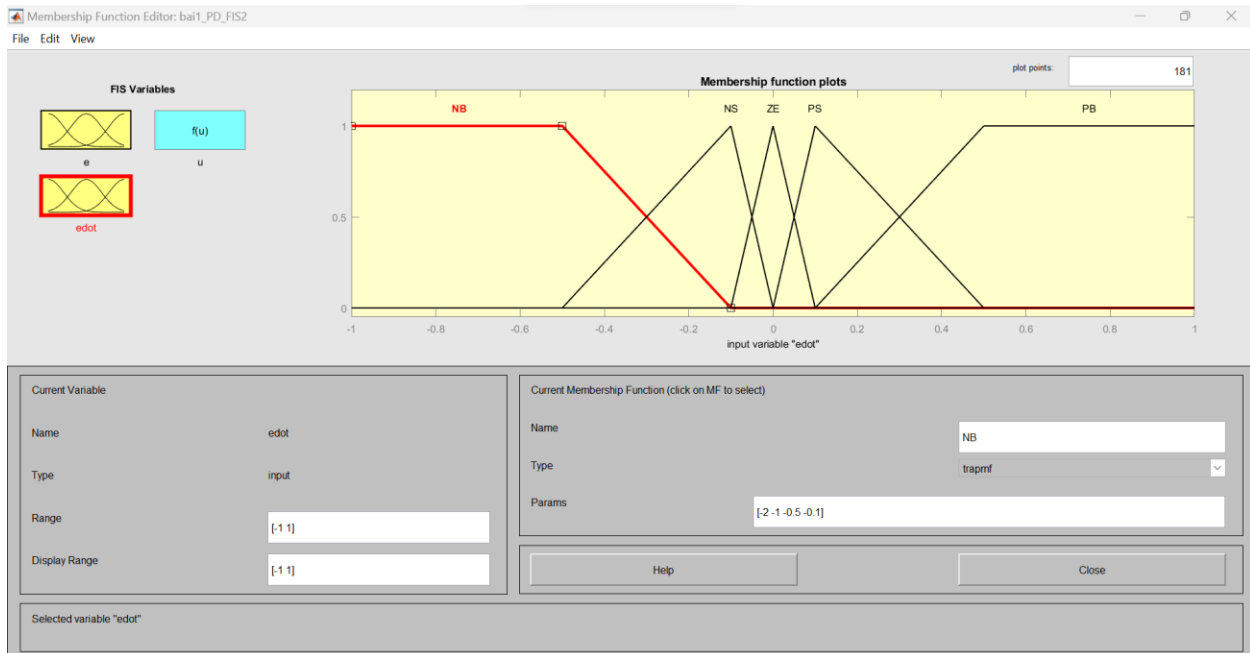 Membership Function Editor: bai1_PD_FIS2
File Edit View
FIS Variables
f(u)
e
u
edot
plot points:
181
Membership function plots
NB
NS
ZE
PS
PB
1
0.5
0
-1
-0.8
-0.6
-0.4
-0.2
0
0.2
0.4
0.6
0.8
1
input variable "edot"
Current Variable
Name
edot
Type
input
Range
[-1 1]
Display Range
[-1 1]
Current Membership Function (click on MF to select)
Name
NB
Type
trapmf
Params
[-2 -1 -0.5 -0.1]
Help
Close
Selected variable "edot"